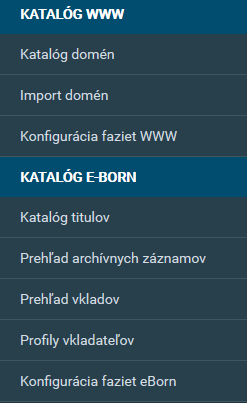 KATALÓG WWW
Katalóg domén
Import domén
Konfigurácia faziet WWW
KATALÓG E-BORN
Katalóg titulov
Prehľad archívnych záznamov
Prehľad vkladov
Profily vkladateľov
Konfigurácia faziet eBorn